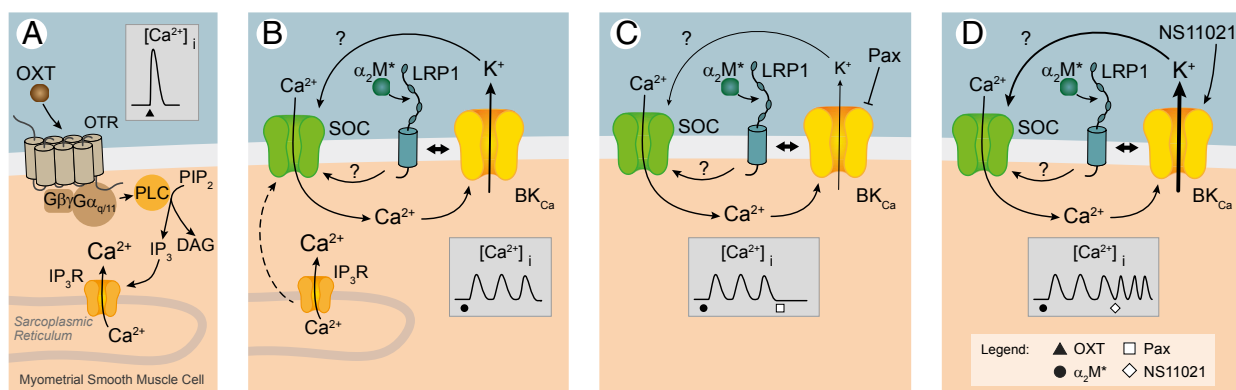 A
[Ca²⁺]i
OXT
OTR
PIP₂
PLC
GβγGαq/11
IP₃
DAG
Ca²⁺
IP₃R
Ca²⁺
Sarcoplasmic
Reticulum
Myometrial Smooth Muscle Cell
B
?
Ca²⁺
α₂M*
LRP1
K⁺
SOC
?
BKCa
Ca²⁺
Ca²⁺
IP₃R
Ca²⁺
[Ca²⁺]i
C
?
Pax
Ca²⁺
α₂M*
LRP1
K⁺
SOC
?
BKCa
Ca²⁺
[Ca²⁺]i
D
NS11021
?
Ca²⁺
α₂M*
LRP1
K⁺
SOC
?
BKCa
Ca²⁺
[Ca²⁺]i
Legend: ▲ OXT □ Pax
● α₂M* ◇ NS11021